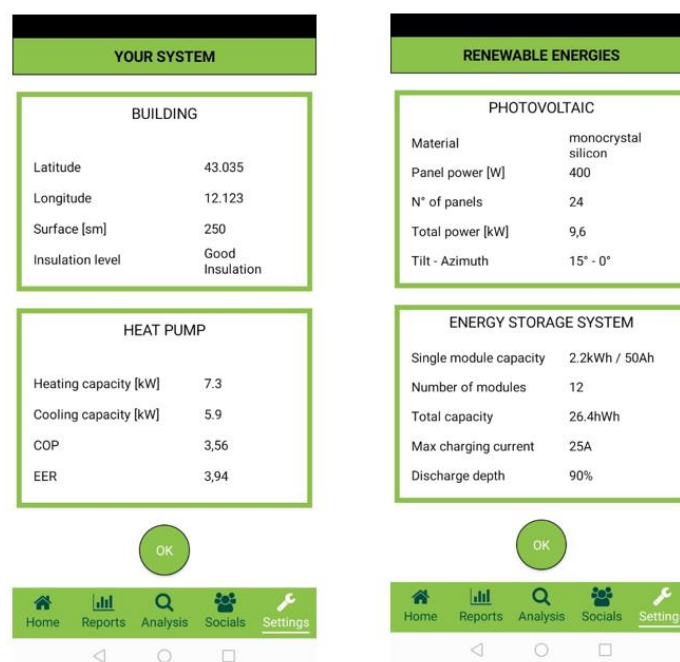 YOUR SYSTEM
BUILDING
Latitude 43.035
Longitude 12.123
Surface [sm] 250
Insulation level Good
Insulation
HEAT PUMP
Heating capacity [kW] 7.3
Cooling capacity [kW] 5.9
COP 3,56
EER 3,94
OK
Home Reports Analysis Socials Settings
RENEWABLE ENERGIES
PHOTOVOLTAIC
Material monocrystal
silicon
Panel power [W] 400
N° of panels 24
Total power [kW] 9,6
Tilt - Azimuth 15° - 0°
ENERGY STORAGE SYSTEM
Single module capacity 2.2kWh / 50Ah
Number of modules 12
Total capacity 26.4hWh
Max charging current 25A
Discharge depth 90%
OK
Home Reports Analysis Socials Setting